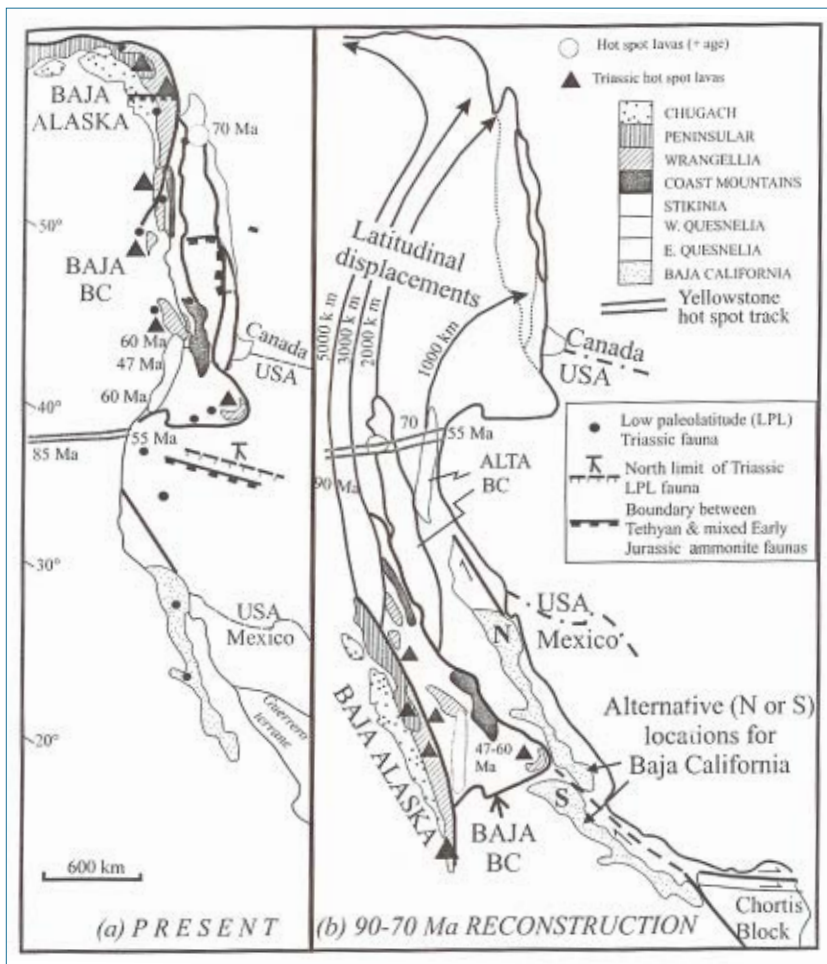 BAJA
ALASKA
70 Ma
50°
BAJA
BC
60 Ma
47 Ma
60 Ma
Canada
USA
40°
55 Ma
85 Ma
30°
USA
Mexico
Guerrero
terrane
20°
600 km
(a) PRESENT
Hot spot lavas (+ age)
Triassic hot spot lavas
CHUGACH
PENINSULAR
WRANGELLIA
COAST MOUNTAINS
STIKINIA
W. QUESNELIA
E. QUESNELIA
BAJA CALIFORNIA
Yellowstone
hot spot track
Latitudinal
displacements
5000 km
3000 km
2000 km
1000 km
Canada
USA
70
55 Ma
90 Ma
ALTA
BC
Low paleolatitude (LPL)
Triassic fauna
North limit of Triassic
LPL fauna
Boundary between
Tethyan & mixed Early
Jurassic ammonite faunas
USA
Mexico
N
Alternative (N or S)
locations for
Baja California
47-60
Ma
S
BAJA ALASKA
BAJA
BC
Chortis
Block
(b) 90-70 Ma RECONSTRUCTION